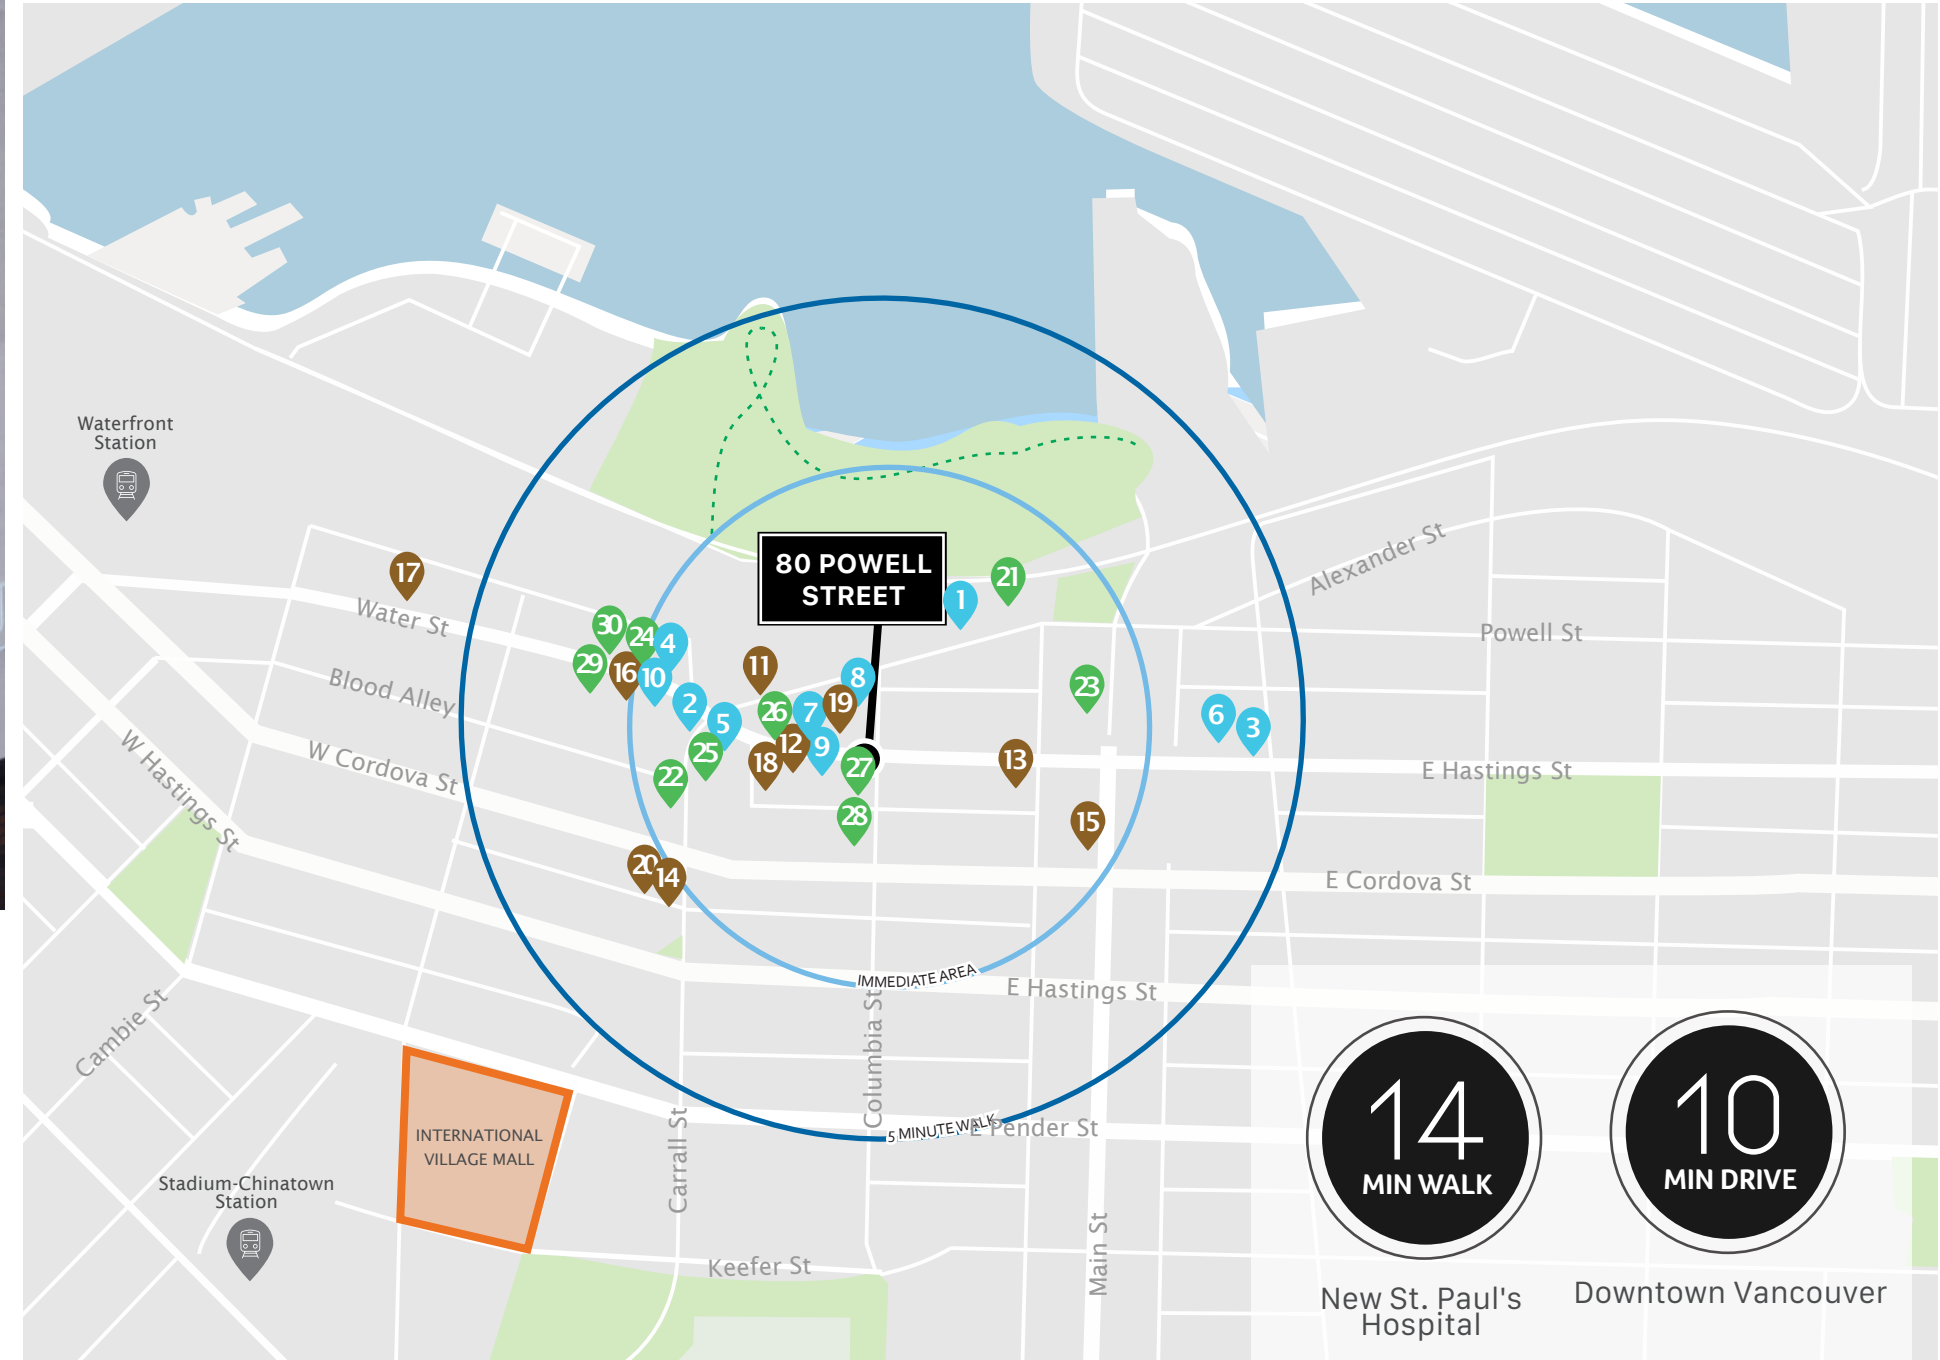 Waterfront
Station
80 POWELL
STREET
17
30
24
4
29
16
10
2
5
25
22
11
26
7
8
19
12
9
18
27
28
1
21
23
6
3
13
15
20
14
Water St
Blood Alley
W Cordova St
W Hastings St
Alexander St
Powell St
E Hastings St
E Cordova St
IMMEDIATE AREA
E Hastings St
Columbia St
5 MINUTE WALK
E Pender St
Cambie St
Carrall St
Main St
Keefer St
INTERNATIONAL
VILLAGE MALL
Stadium-Chinatown
Station
14
MIN WALK
New St. Paul's
Hospital
10
MIN DRIVE
Downtown Vancouver